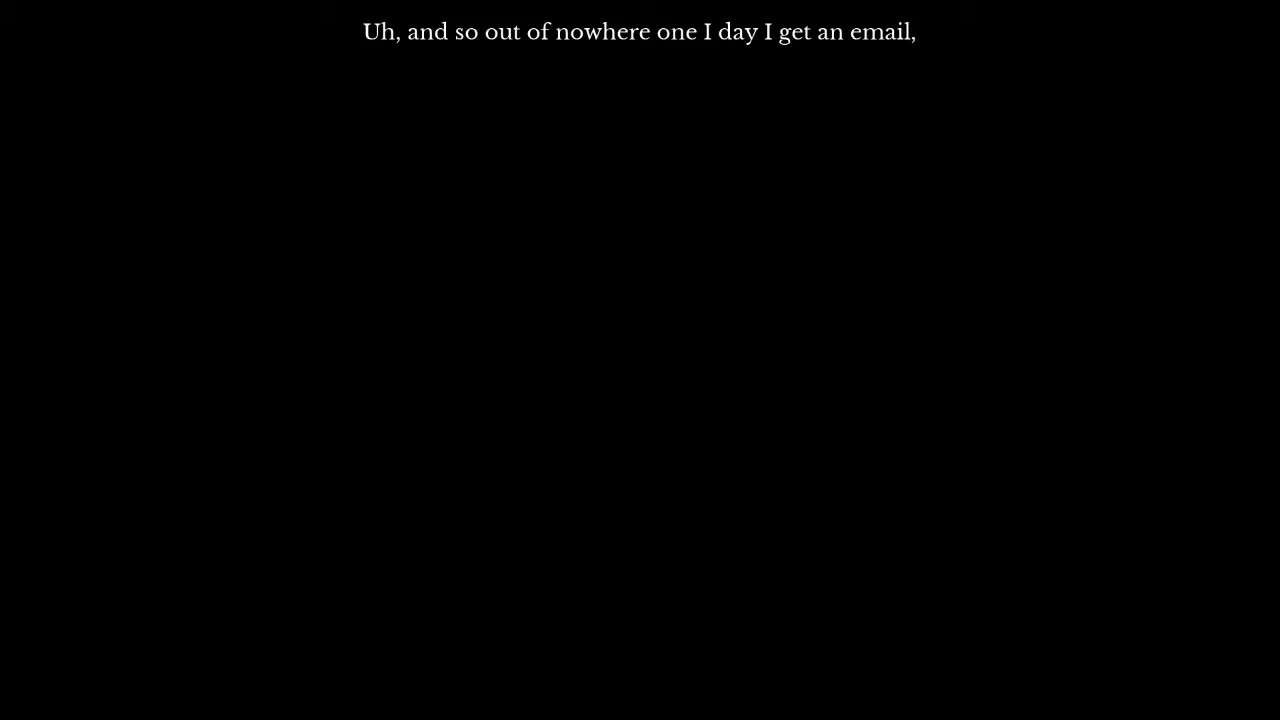 Uh, and so out of nowhere one I day I get an email,